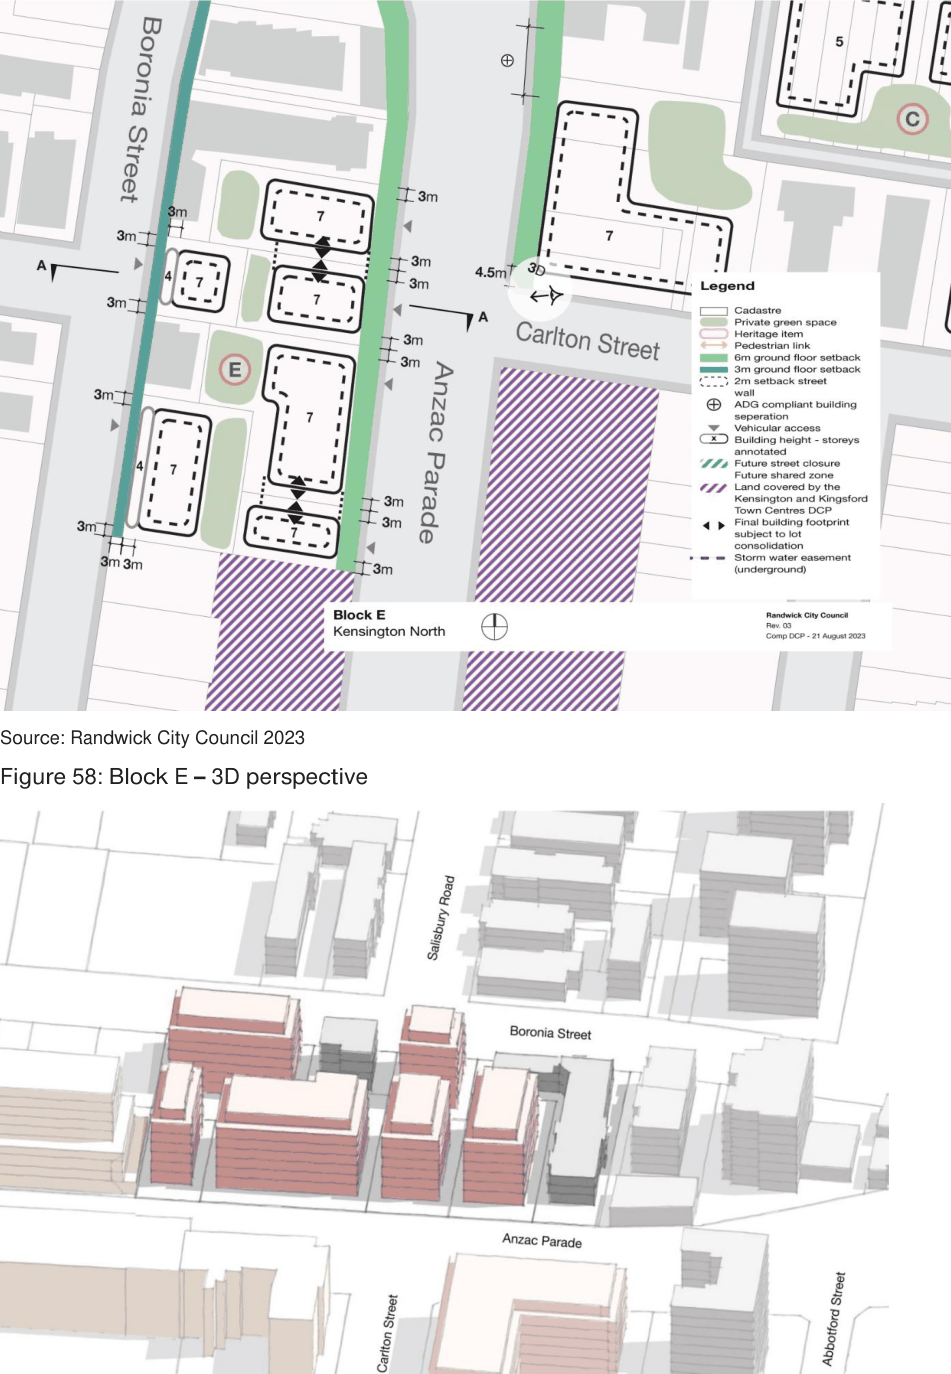 Boronia Street
5
C
7
3m
3m
3m
3m
7
4.5m
3D
A
4
7
3m
3m
7
3m
A
Carlton Street
3m
3m
E
Anzac Parade
3m
7
4
7
3m
3m
3m
7
3m 3m
3m
Legend
Cadastre
Private green space
Heritage item
Pedestrian link
6m ground floor setback
3m ground floor setback
2m setback street
wall
ADG compliant building
seperation
Vehicular access
x
Building height - storeys
annotated
Future street closure
Future shared zone
Land covered by the
Kensington and Kingsford
Town Centres DCP
Final building footprint
subject to lot
consolidation
Storm water easement
(underground)
Block E
Kensington North
Randwick City Council
Rev. 03
Comp DCP - 21 August 2023
Source: Randwick City Council 2023
Figure 58: Block E – 3D perspective
Salisbury Road
Boronia Street
Anzac Parade
Carlton Street
Abbotford Street